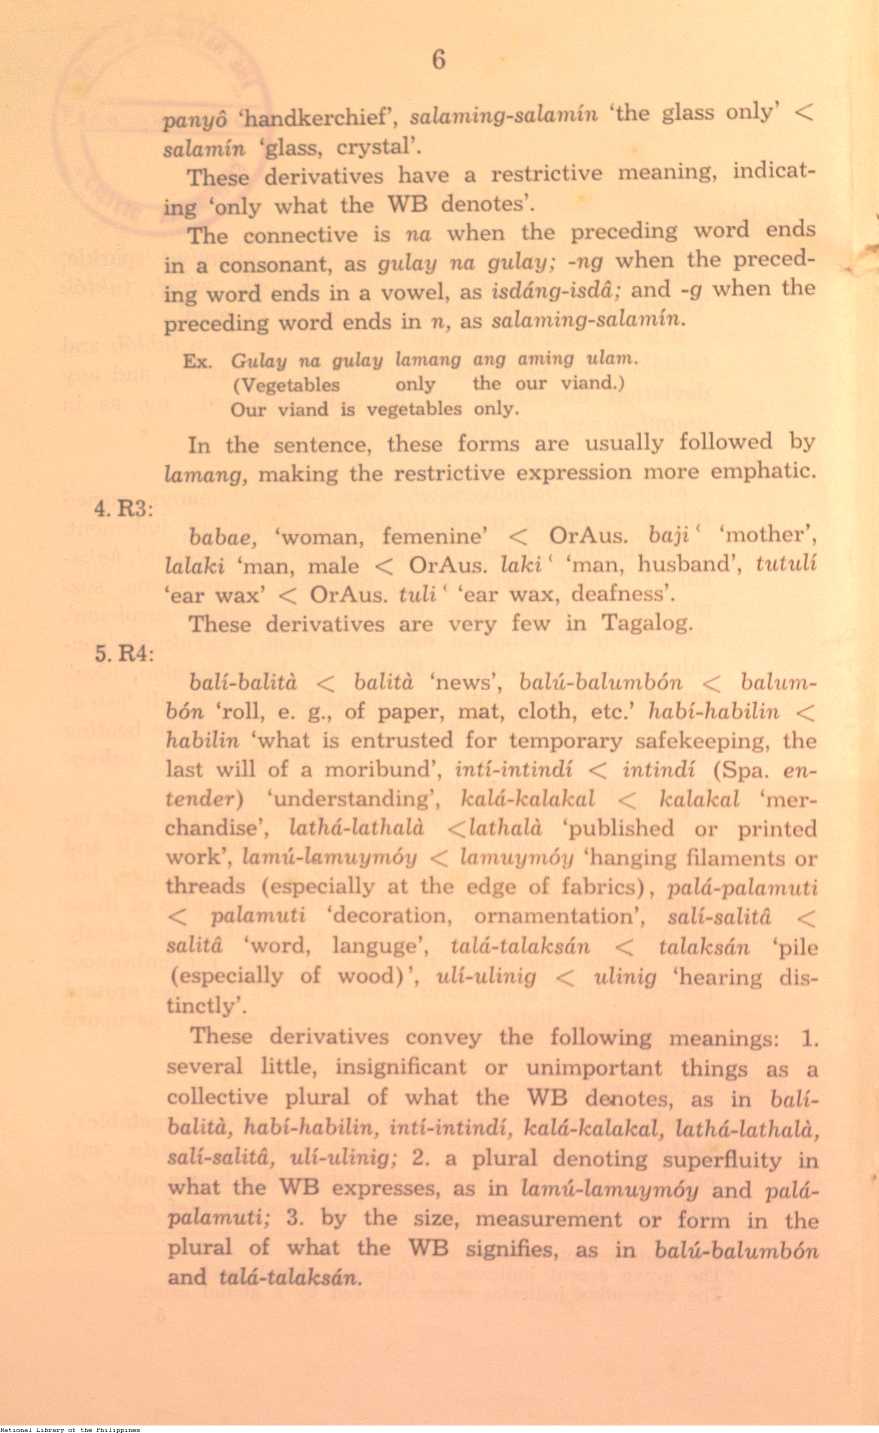 6
panyô ‘handkerchief’, salaming-salamín ‘the glass only’ <
salamín ‘glass, crystal’.
These derivatives have a restrictive meaning, indicat-
ing ‘only what the WB denotes’.
The connective is na when the preceding word ends
in a consonant, as gulay na gulay; -ng when the preced-
ing word ends in a vowel, as isdáng-isdâ; and -g when the
preceding word ends in n, as salaming-salamín.
Ex. Gulay na gulay lamang ang aming ulam.
(Vegetables only the our viand.)
Our viand is vegetables only.
In the sentence, these forms are usually followed by
lamang, making the restrictive expression more emphatic.
4. R3:
babae, ‘woman, femenine’ < OrAus. baji‘ ‘mother’,
lalaki ‘man, male < OrAus. laki‘ ‘man, husband’, tutulí
‘ear wax’ < OrAus. tuli‘ ‘ear wax, deafness’.
These derivatives are very few in Tagalog.
5. R4:
balí-balità < balità ‘news’, balú-balumbón < balum-
bón ‘roll, e. g., of paper, mat, cloth, etc.’ habí-habilin <
habilin ‘what is entrusted for temporary safekeeping, the
last will of a moribund’, intí-intindí < intindí (Spa. en-
tender) ‘understanding’, kalá-kalakal < kalakal ‘mer-
chandise’, lathá-lathalà <lathalà ‘published or printed
work’, lamú-lamuymóy < lamuymóy ‘hanging filaments or
threads (especially at the edge of fabrics), palá-palamuti
< palamuti ‘decoration, ornamentation’, salí-salitâ <
salitâ ‘word, languge’, talá-talaksán < talaksán ‘pile
(especially of wood)’, ulí-ulinig < ulinig ‘hearing dis-
tinctly’.
These derivatives convey the following meanings: 1.
several little, insignificant or unimportant things as a
collective plural of what the WB denotes, as in balí-
balità, habí-habilin, intí-intindí, kalá-kalakal, lathá-lathalà,
salí-salitâ, ulí-ulinig; 2. a plural denoting superfluity in
what the WB expresses, as in lamú-lamuymóy and palá-
palamuti; 3. by the size, measurement or form in the
plural of what the WB signifies, as in balú-balumbón
and talá-talaksán.
National Library of the Philippines